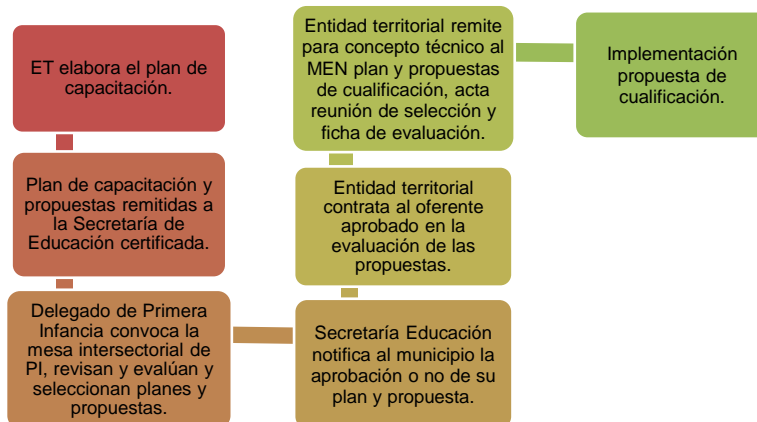 ET elabora el plan de
capacitación.
Plan de capacitación y
propuestas remitidas a
la Secretaría de
Educación certificada.
Delegado de Primera
Infancia convoca la
mesa intersectorial de
PI, revisan y evalúan y
seleccionan planes y
propuestas.
Secretaría Educación
notifica al municipio la
aprobación o no de su
plan y propuesta.
Entidad territorial
contrata al oferente
aprobado en la
evaluación de las
propuestas.
Entidad territorial remite
para concepto técnico al
MEN plan y propuestas
de cualificación, acta
reunión de selección y
ficha de evaluación.
Implementación
propuesta de
cualificación.